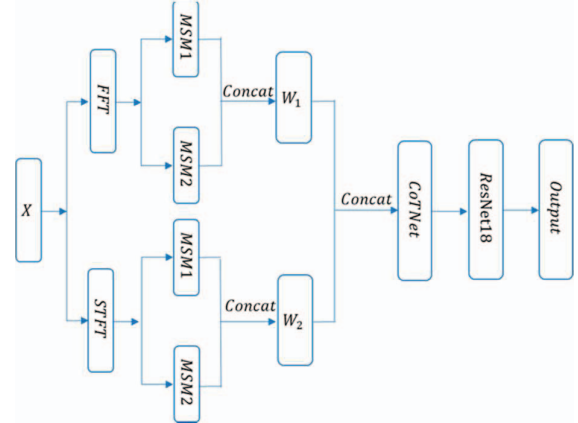 X
FFT
MSM1
MSM2
Concat
W₁
STFT
MSM1
MSM2
Concat
W₂
Concat
CoTNet
ResNet18
Output